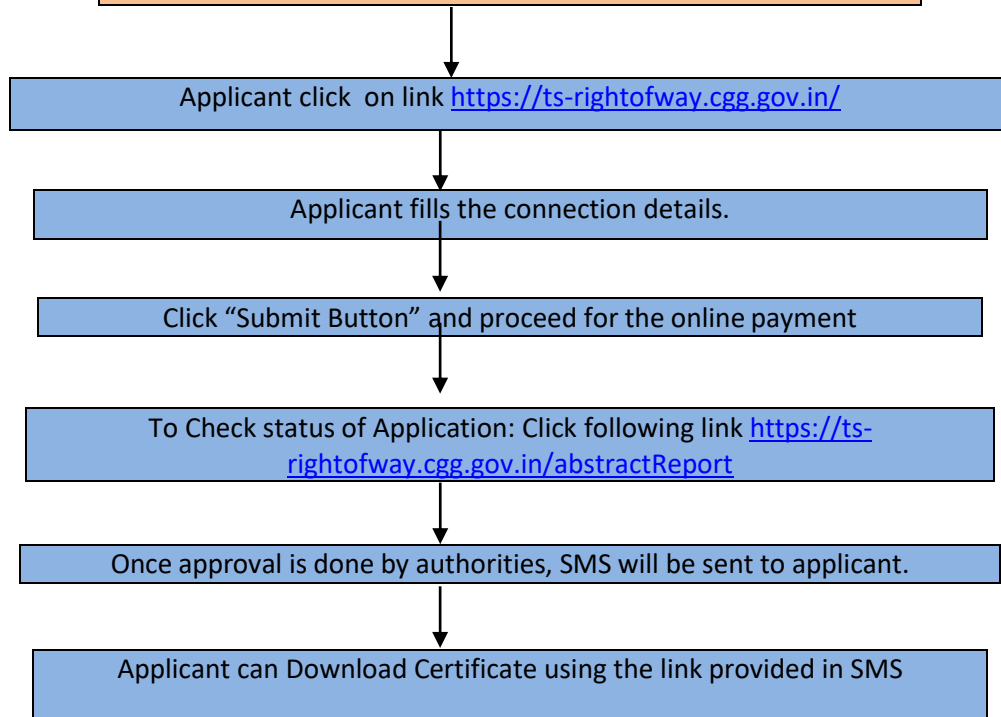 Applicant click  on link https://ts-rightofway.cgg.gov.in/
Applicant fills the connection details.
Click “Submit Button” and proceed for the online payment
To Check status of Application: Click following link https://ts-
rightofway.cgg.gov.in/abstractReport
Once approval is done by authorities, SMS will be sent to applicant.
Applicant can Download Certificate using the link provided in SMS